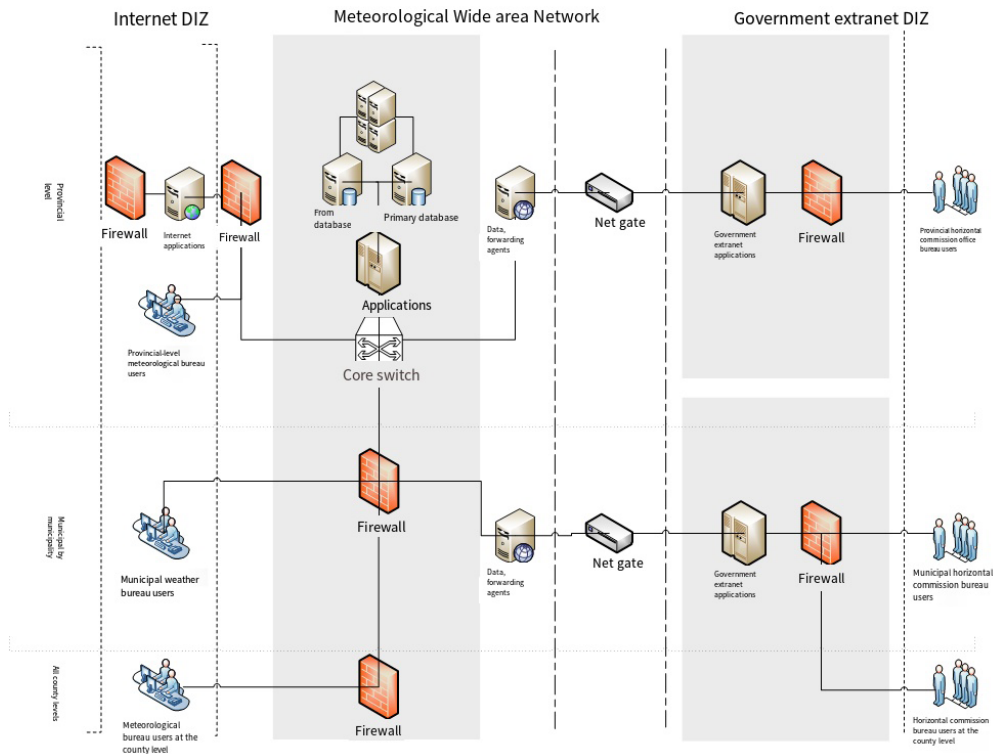 Internet DIZ
Meteorological Wide area Network
Government extranet DIZ
Provincial
level
Firewall
Internet
applications
Firewall
From
database
Primary database
Data,
forwarding
agents
Net gate
Government
extranet
applications
Firewall
Provincial horizontal
commission office
bureau users
Applications
Provincial-level
meteorological bureau
users
Core switch
Municipal by
municipality
Firewall
Municipal weather
bureau users
Data,
forwarding
agents
Net gate
Government
extranet
applications
Firewall
Municipal horizontal
commission bureau
users
All county levels
Meteorological
bureau users at the
county level
Firewall
Horizontal commission
bureau users at the
county level